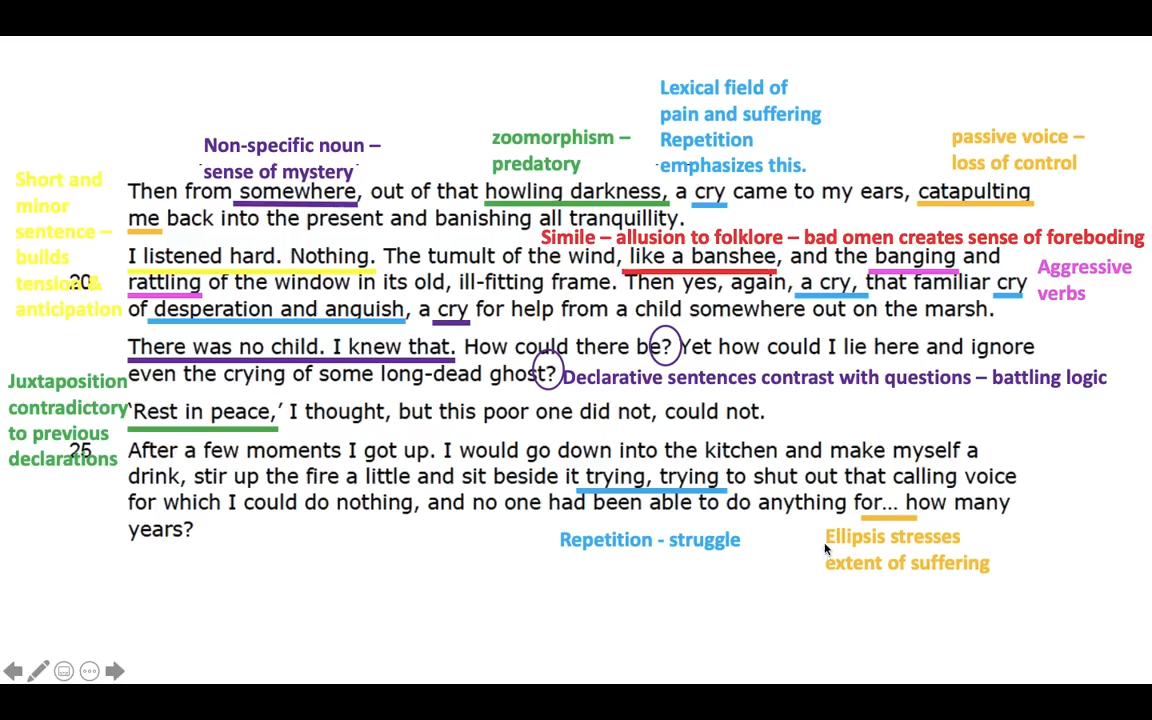 Lexical field of
pain and suffering
Repetition
emphasizes this.
Non-specific noun –
sense of mystery
zoomorphism –
predatory
passive voice –
loss of control
Short and
minor
sentence –
builds
tension &
anticipation
Then from somewhere, out of that howling darkness, a cry came to my ears, catapulting
me back into the present and banishing all tranquillity.
Simile – allusion to folklore – bad omen creates sense of foreboding
I listened hard. Nothing. The tumult of the wind, like a banshee, and the banging and
20 rattling of the window in its old, ill-fitting frame. Then yes, again, a cry, that familiar cry
of desperation and anguish, a cry for help from a child somewhere out on the marsh.
Aggressive
verbs
There was no child. I knew that. How could there be? Yet how could I lie here and ignore
even the crying of some long-dead ghost?
Declarative sentences contrast with questions – battling logic
Juxtaposition
contradictory
to previous
declarations
‘Rest in peace,’ I thought, but this poor one did not, could not.
25 After a few moments I got up. I would go down into the kitchen and make myself a
drink, stir up the fire a little and sit beside it trying, trying to shut out that calling voice
for which I could do nothing, and no one had been able to do anything for... how many
years?
Repetition - struggle
Ellipsis stresses
extent of suffering